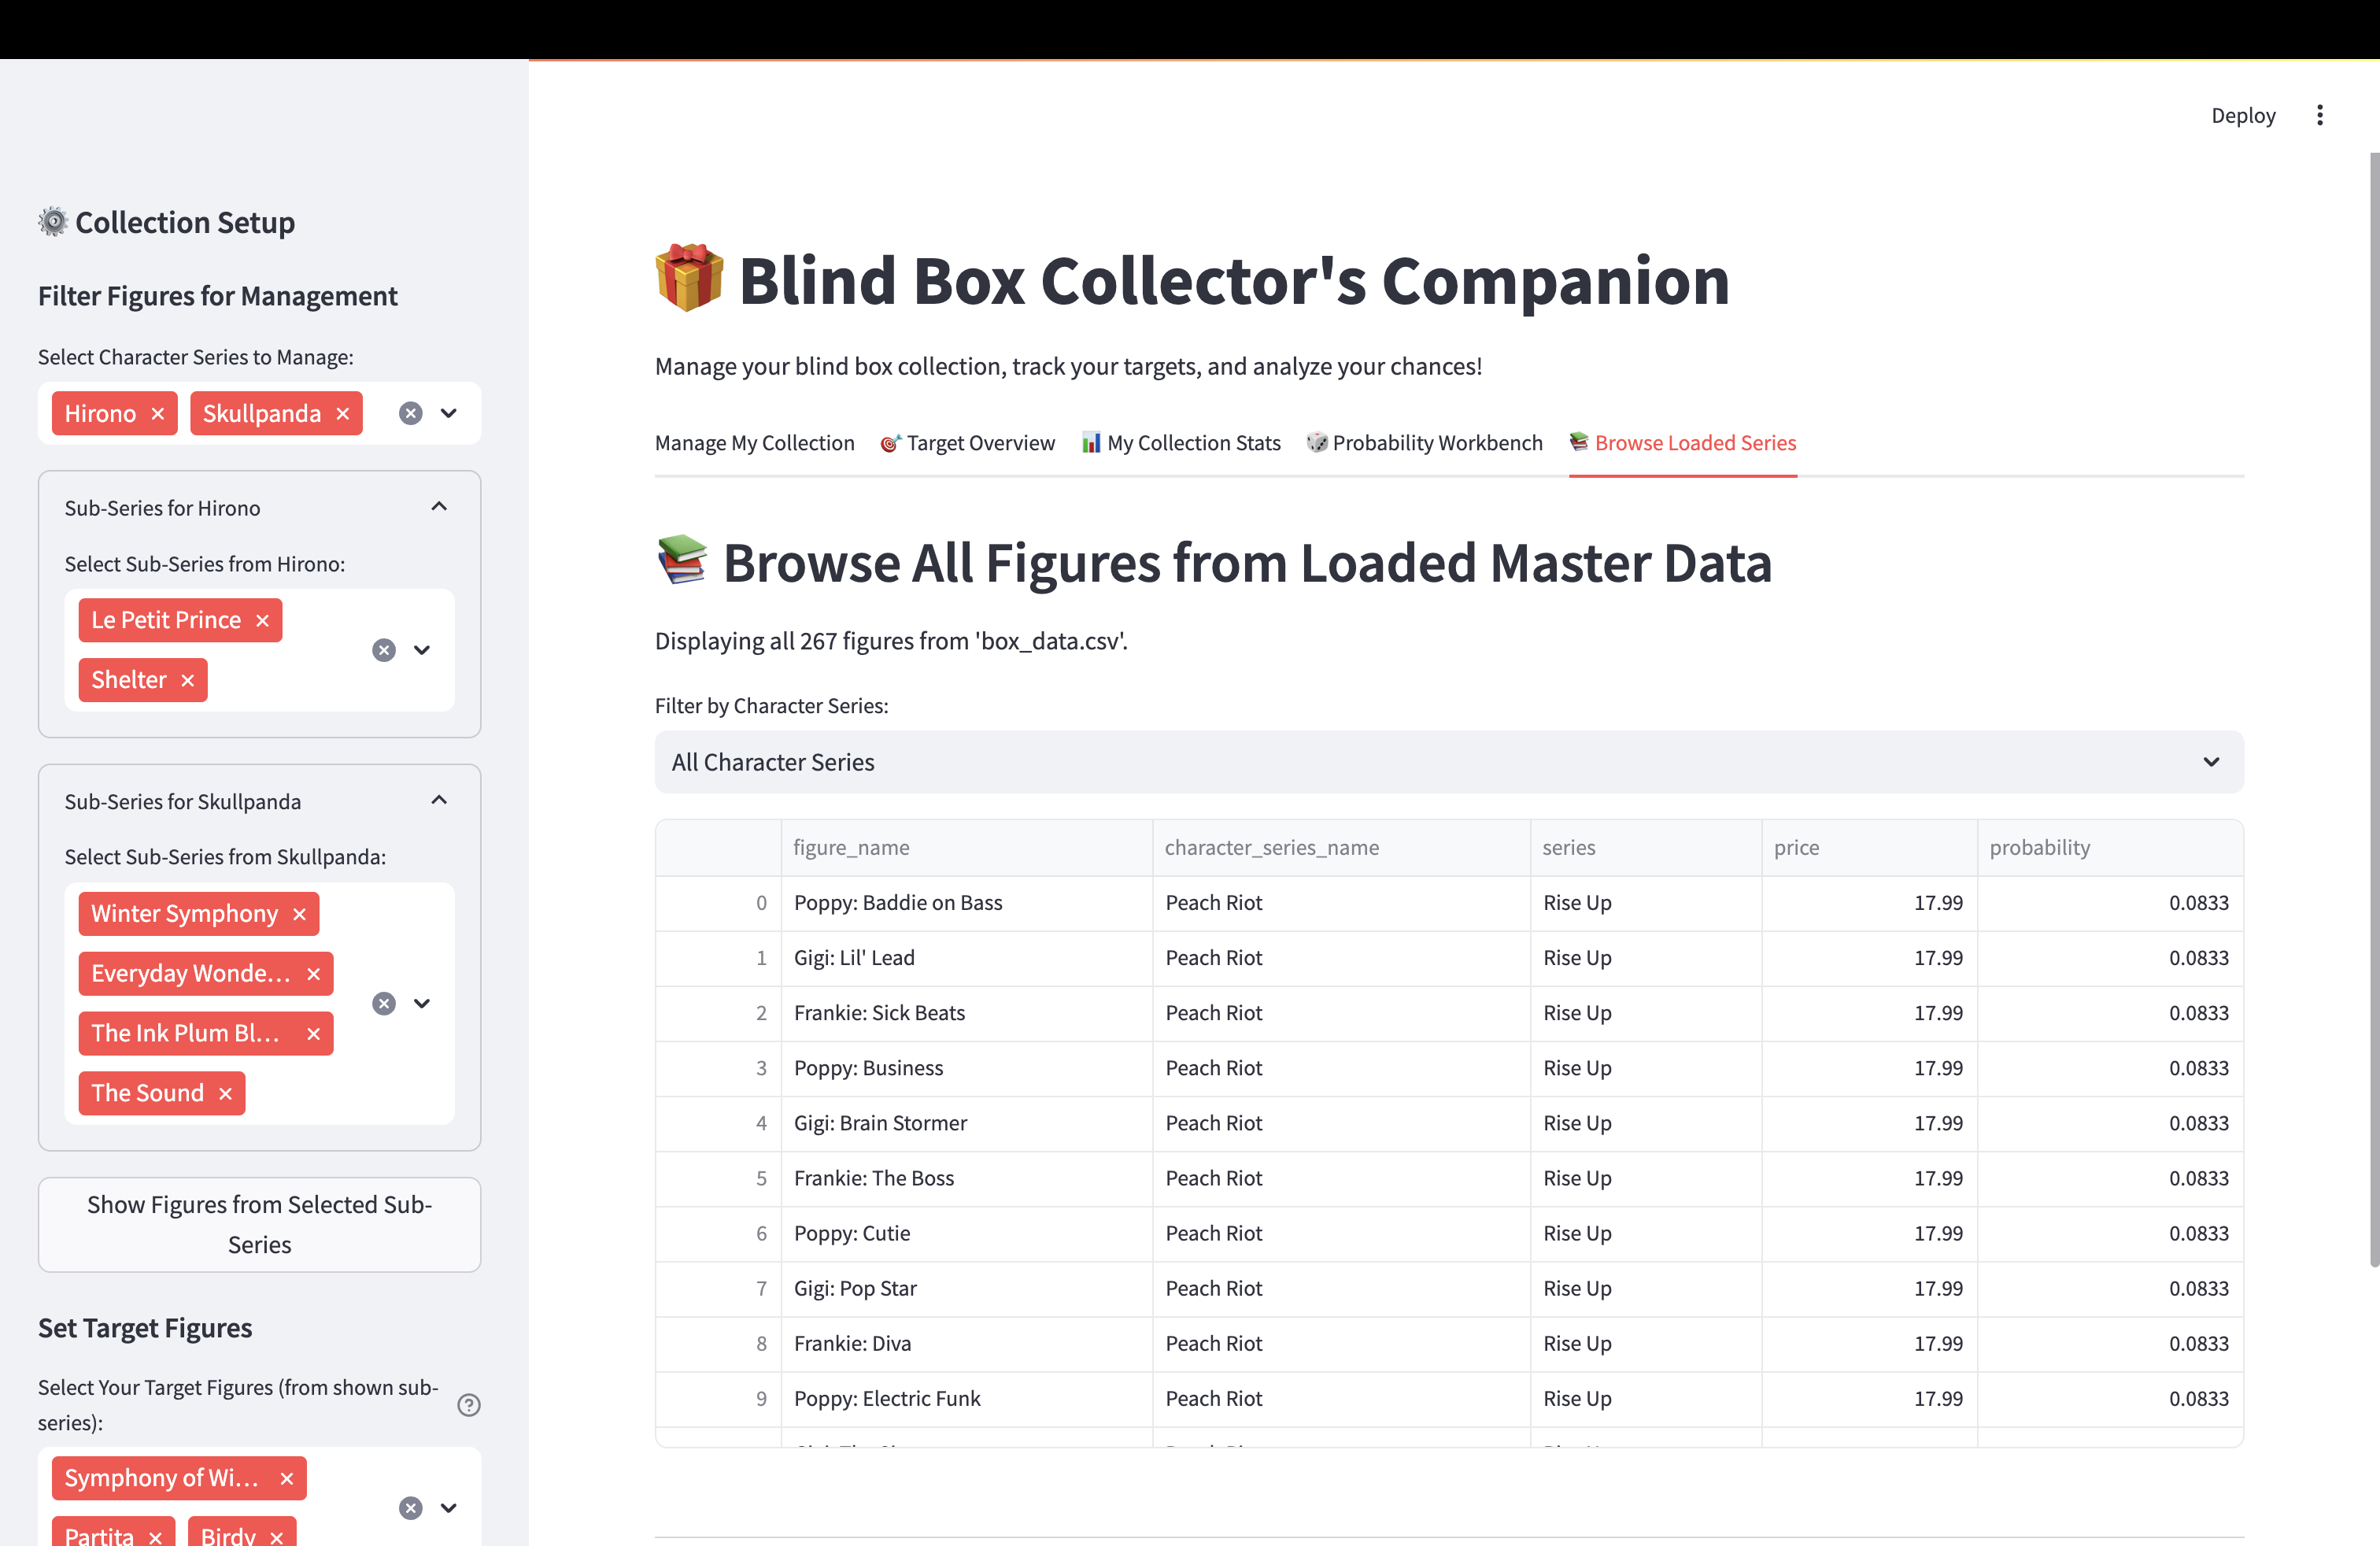 Deploy
Collection Setup
Filter Figures for Management
Select Character Series to Manage:
Hirono Skullpanda
Sub-Series for Hirono
Select Sub-Series from Hirono:
Le Petit Prince
Shelter
Sub-Series for Skullpanda
Select Sub-Series from Skullpanda:
Winter Symphony
Everyday Wonde...
The Ink Plum Bl...
The Sound
Show Figures from Selected Sub-
Series
Set Target Figures
Select Your Target Figures (from shown sub-
series):
Symphony of Wi...
Partita Birdy
Blind Box Collector's Companion
Manage your blind box collection, track your targets, and analyze your chances!
Manage My Collection Target Overview My Collection Stats Probability Workbench Browse Loaded Series
Browse All Figures from Loaded Master Data
Displaying all 267 figures from 'box_data.csv'.
Filter by Character Series:
All Character Series
figure_name character_series_name series price probability
0 Poppy: Baddie on Bass Peach Riot Rise Up 17.99 0.0833
1 Gigi: Lil' Lead Peach Riot Rise Up 17.99 0.0833
2 Frankie: Sick Beats Peach Riot Rise Up 17.99 0.0833
3 Poppy: Business Peach Riot Rise Up 17.99 0.0833
4 Gigi: Brain Stormer Peach Riot Rise Up 17.99 0.0833
5 Frankie: The Boss Peach Riot Rise Up 17.99 0.0833
6 Poppy: Cutie Peach Riot Rise Up 17.99 0.0833
7 Gigi: Pop Star Peach Riot Rise Up 17.99 0.0833
8 Frankie: Diva Peach Riot Rise Up 17.99 0.0833
9 Poppy: Electric Funk Peach Riot Rise Up 17.99 0.0833